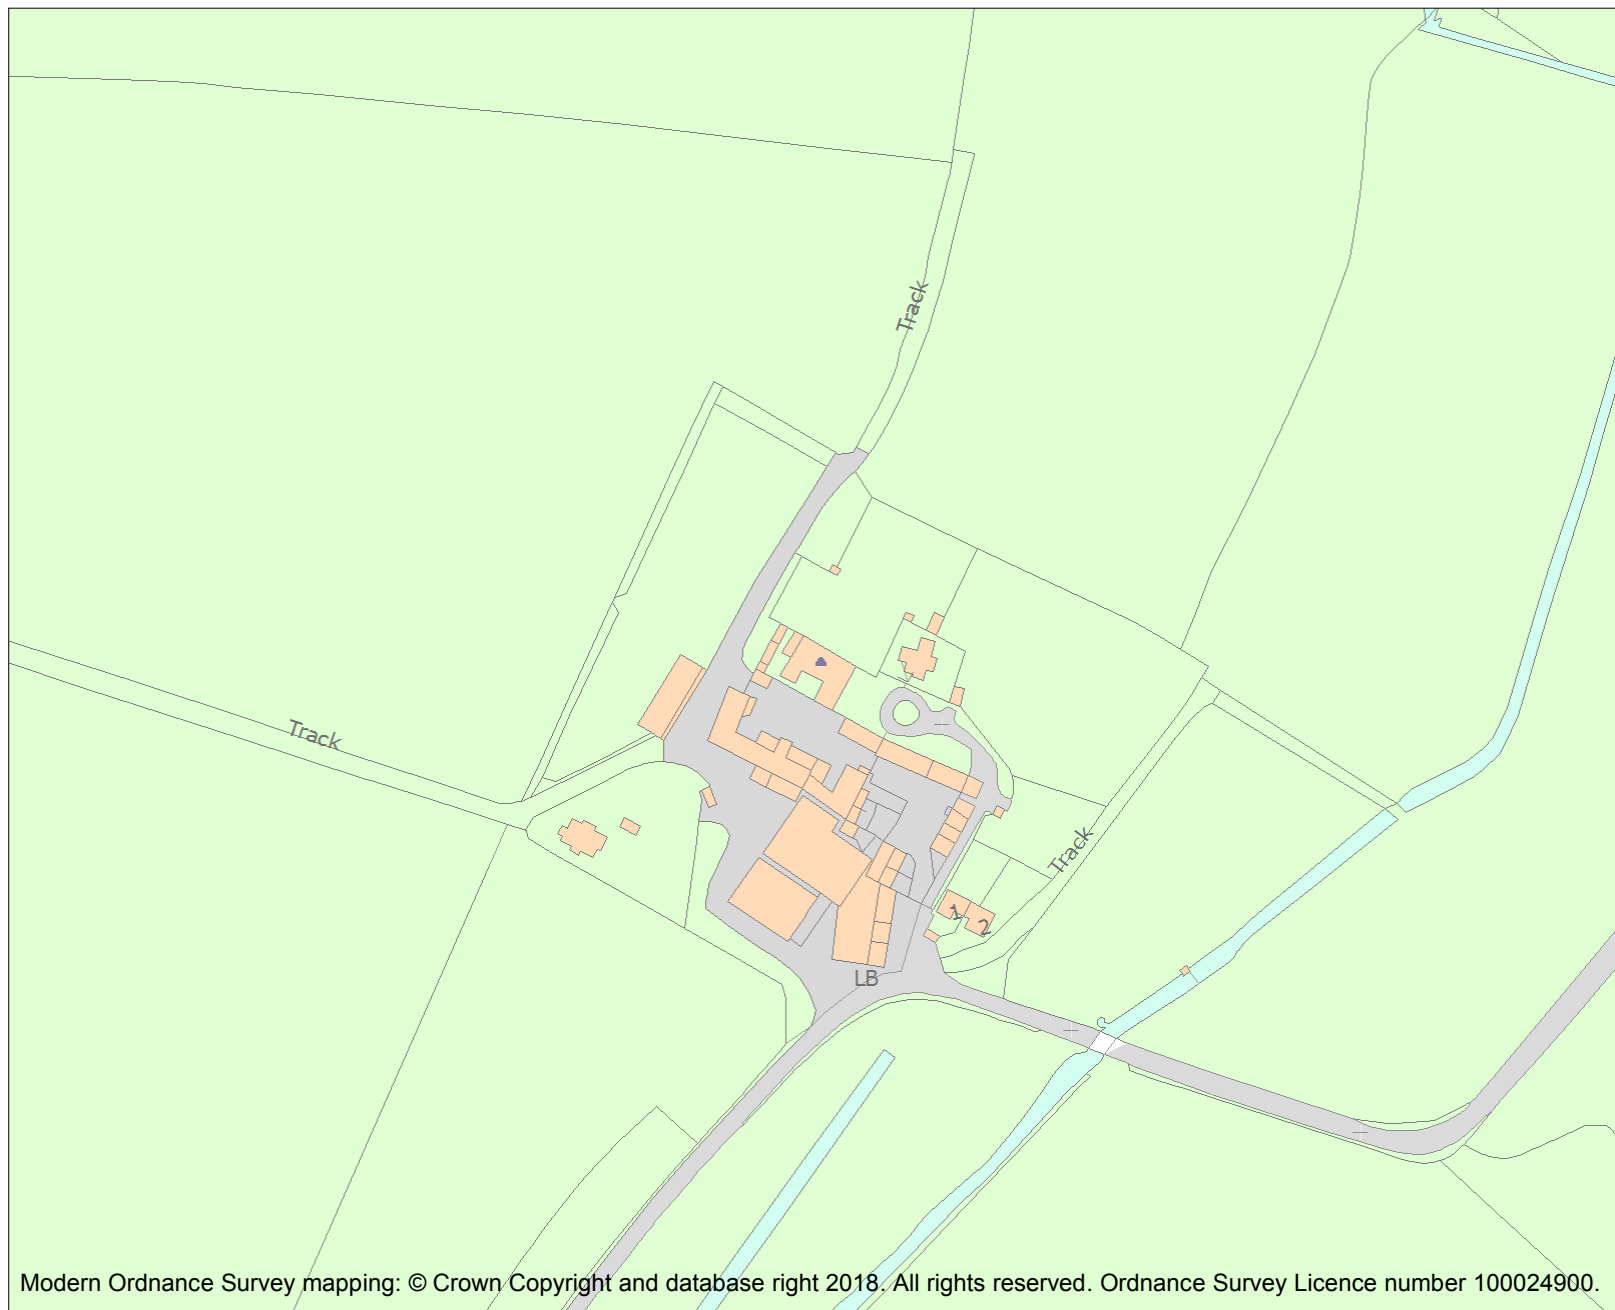 Track
Track
Track
1
2
LB
Modern Ordnance Survey mapping: © Crown Copyright and database right 2018. All rights reserved. Ordnance Survey Licence number 100024900.